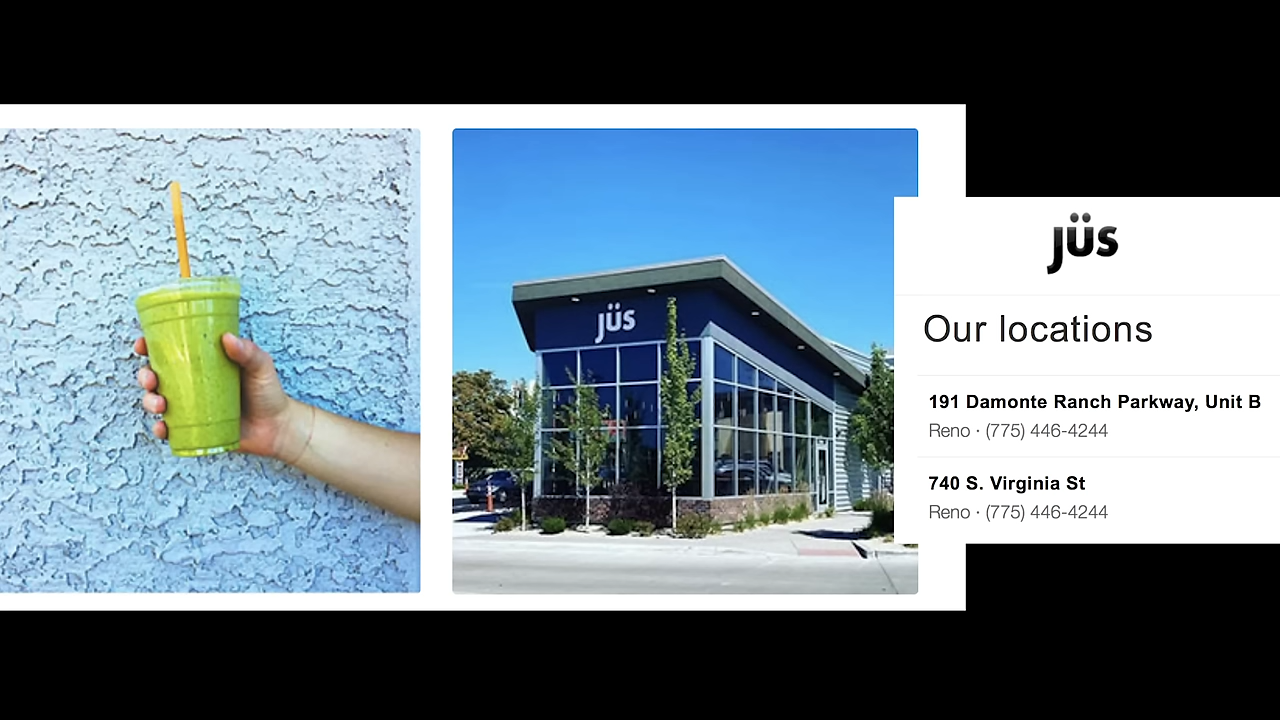 jüs
jüs
Our locations
191 Damonte Ranch Parkway, Unit B
Reno · (775) 446-4244
740 S. Virginia St
Reno · (775) 446-4244